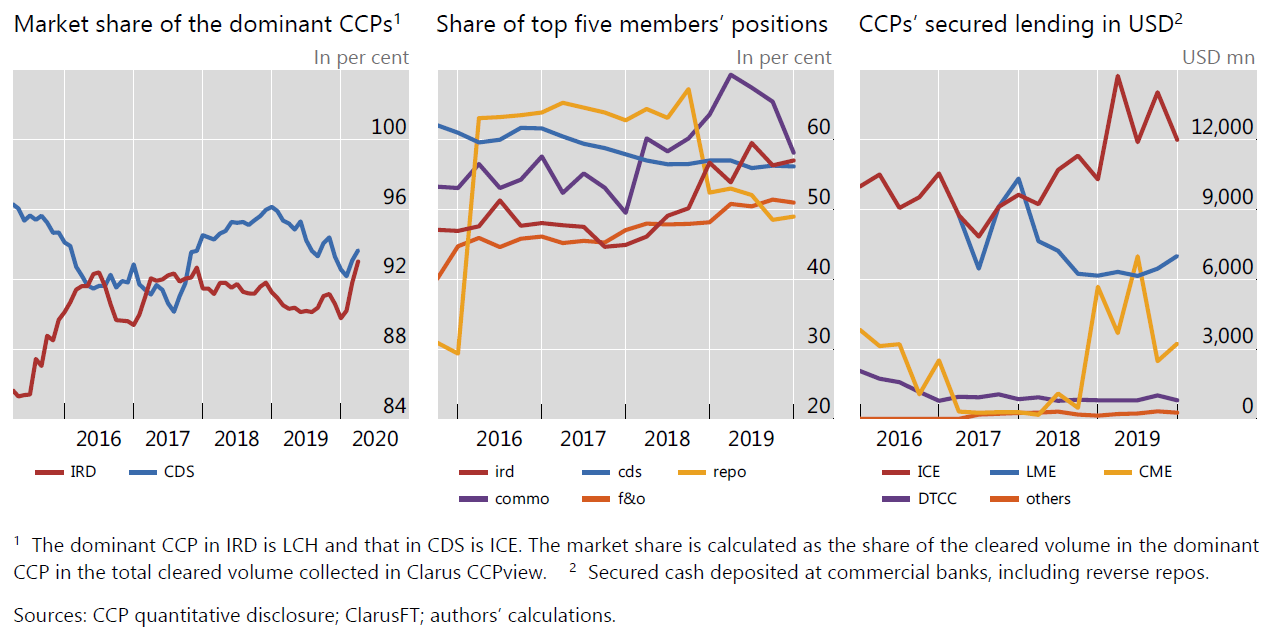 Market share of the dominant CCPs¹
In per cent
100
96
92
88
84
2016 2017 2018 2019 2020
IRD CDS
Share of top five members’ positions
In per cent
60
50
40
30
20
2016 2017 2018 2019
ird cds repo
commo f&o
CCPs’ secured lending in USD²
USD mn
12,000
9,000
6,000
3,000
0
2016 2017 2018 2019
ICE LME CME
DTCC others
¹ The dominant CCP in IRD is LCH and that in CDS is ICE. The market share is calculated as the share of the cleared volume in the dominant
CCP in the total cleared volume collected in Clarus CCPview. ² Secured cash deposited at commercial banks, including reverse repos.
Sources: CCP quantitative disclosure; ClarusFT; authors’ calculations.